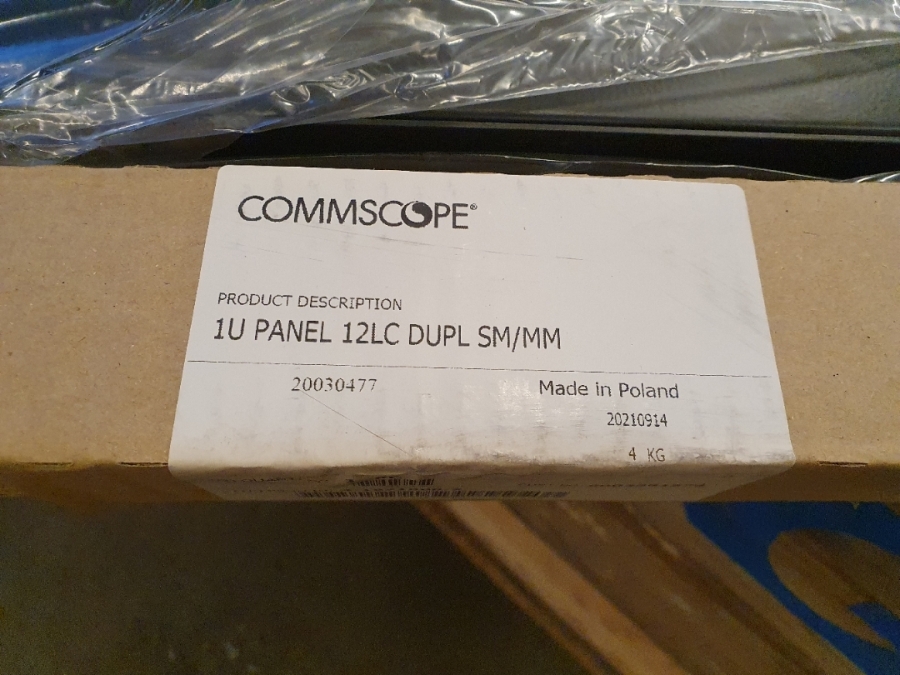 COMMSCOPE®
PRODUCT DESCRIPTION
1U PANEL 12LC DUPL SM/MM
20030477
Made in Poland
20210914
4 KG